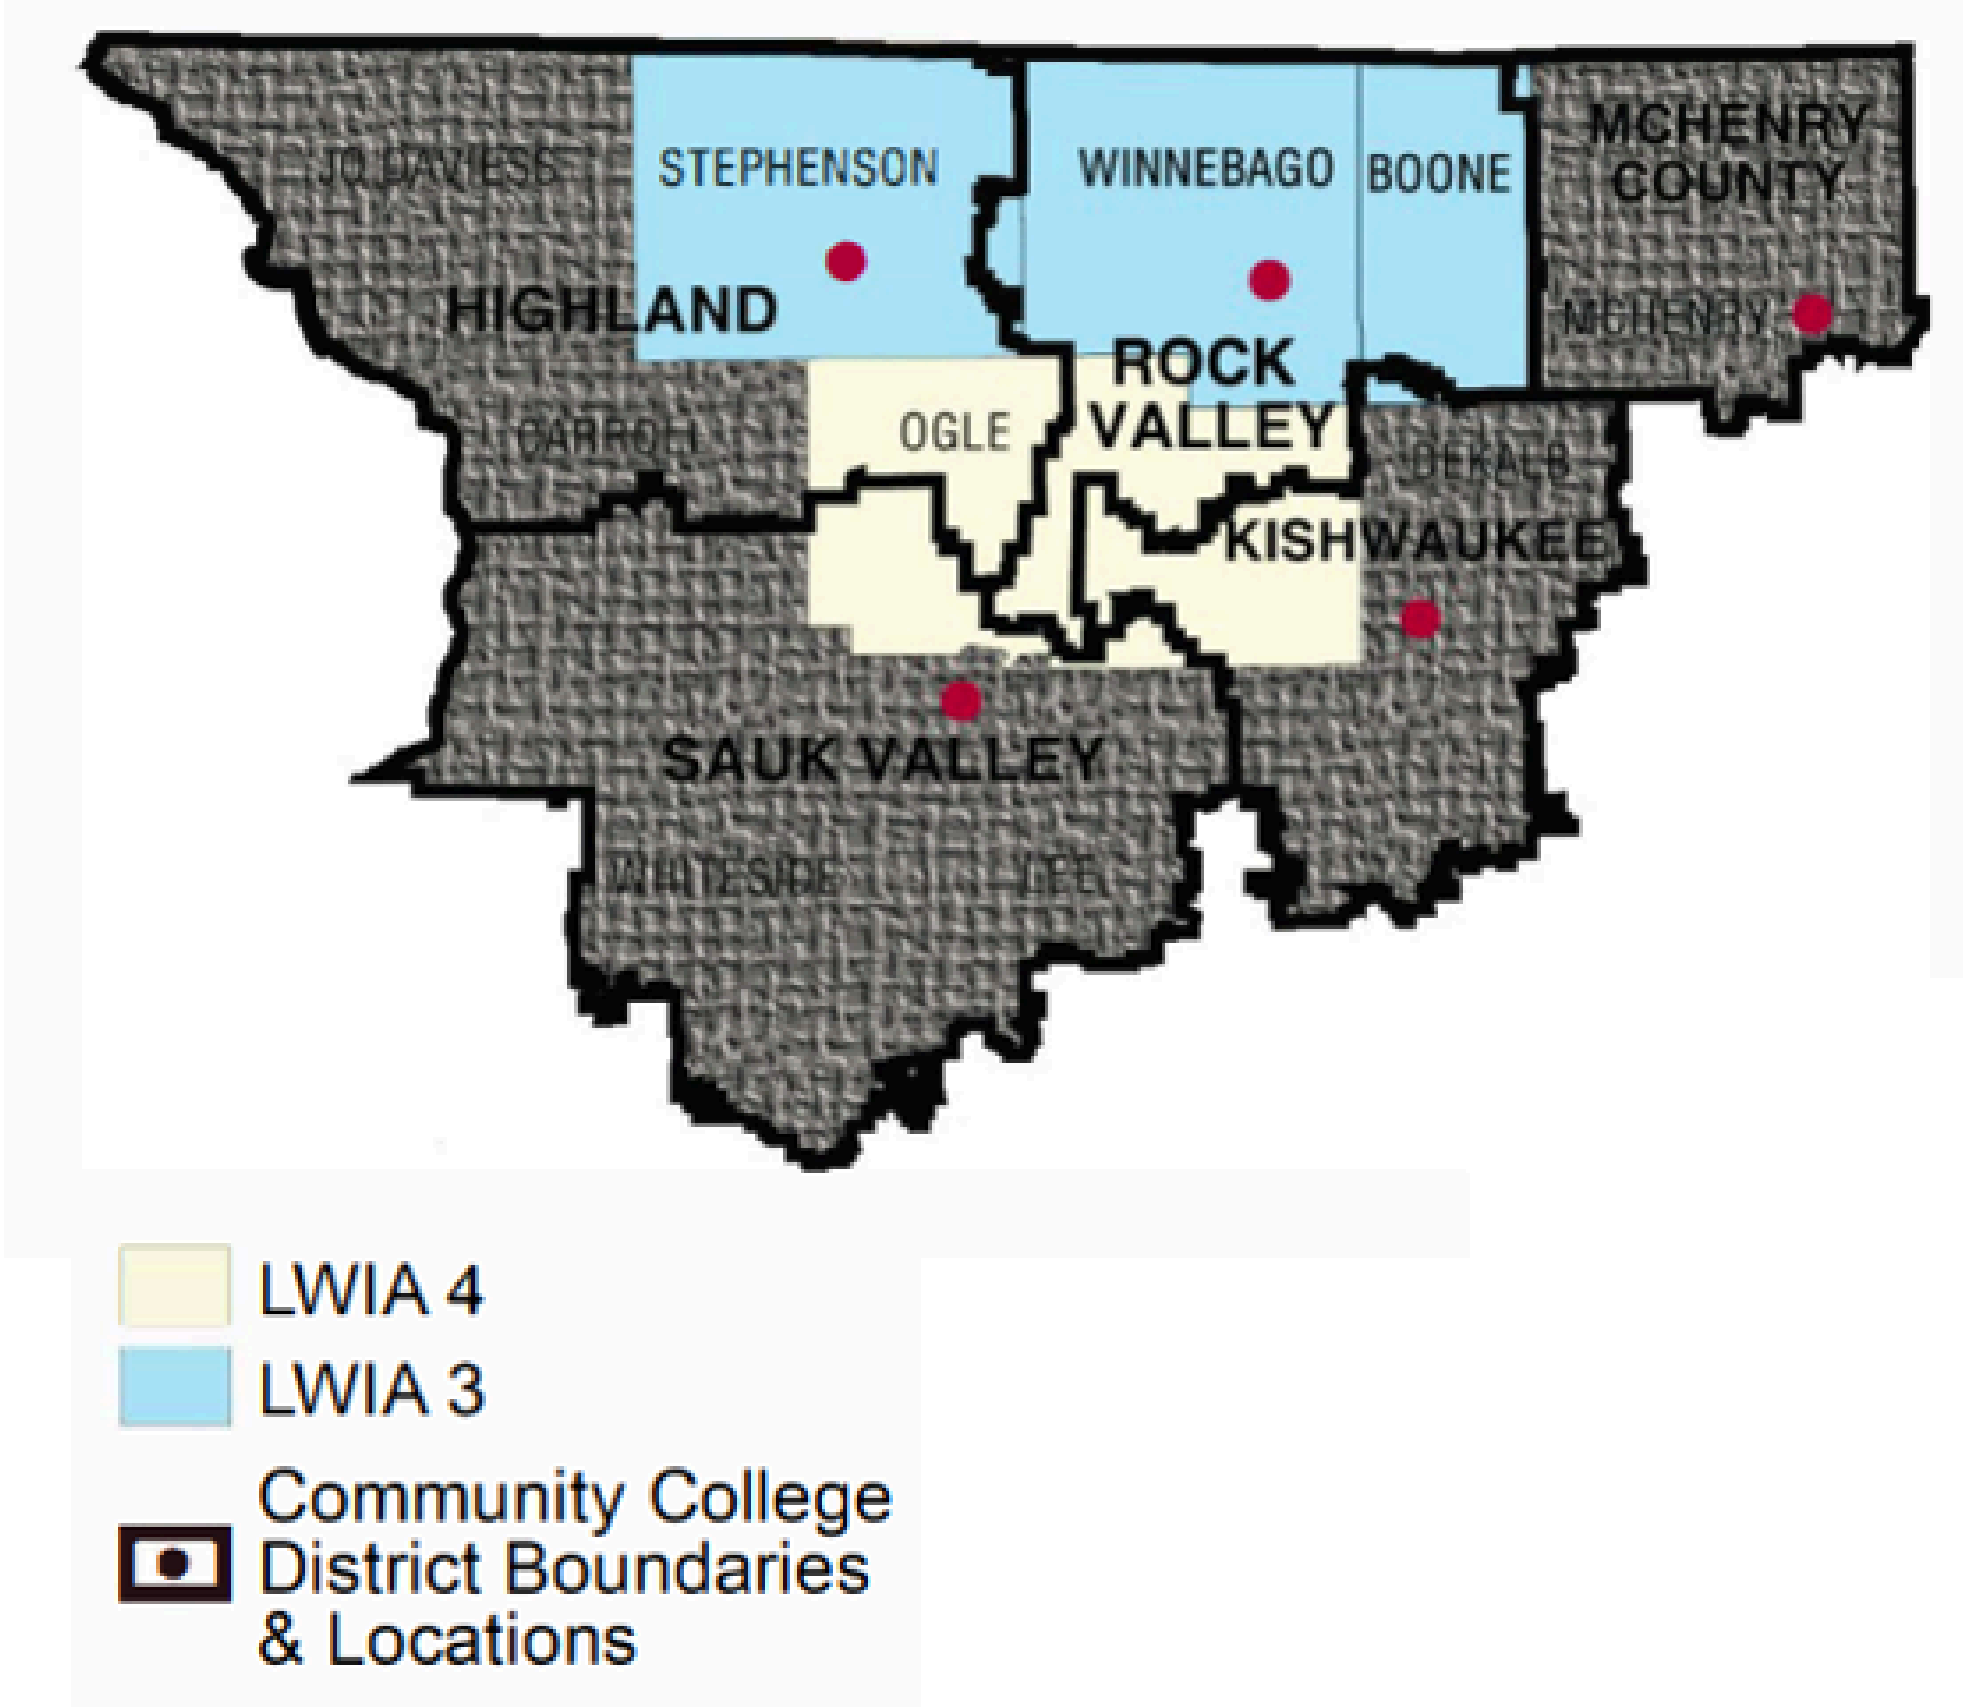 JO DAVIESS
STEPHENSON
WINNEBAGO
BOONE
MCHENRY
COUNTY
HIGHLAND
MCHENRY
ROCK
VALLEY
CARROLL
OGLE
DEKALB
KISHWAUKEE
SAUK VALLEY
WHITESIDE
LEE
LWIA 4
LWIA 3
Community College
District Boundaries
& Locations